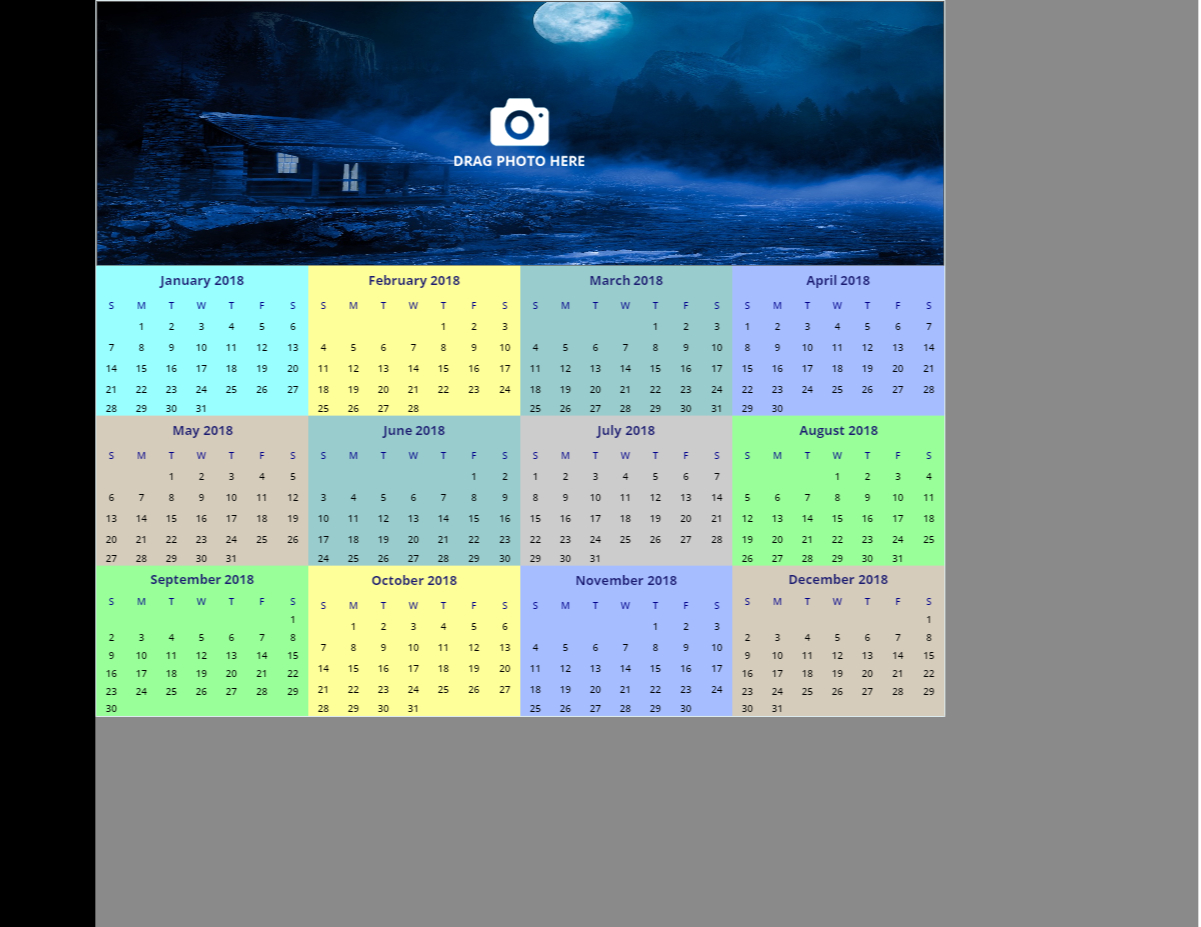 DRAG PHOTO HERE
January 2018
S M T W T F S
1 2 3 4 5 6
7 8 9 10 11 12 13
14 15 16 17 18 19 20
21 22 23 24 25 26 27
28 29 30 31
February 2018
S M T W T F S
1 2 3
4 5 6 7 8 9 10
11 12 13 14 15 16 17
18 19 20 21 22 23 24
25 26 27 28
March 2018
S M T W T F S
1 2 3
4 5 6 7 8 9 10
11 12 13 14 15 16 17
18 19 20 21 22 23 24
25 26 27 28 29 30 31
April 2018
S M T W T F S
1 2 3 4 5 6 7
8 9 10 11 12 13 14
15 16 17 18 19 20 21
22 23 24 25 26 27 28
29 30
May 2018
S M T W T F S
1 2 3 4 5
6 7 8 9 10 11 12
13 14 15 16 17 18 19
20 21 22 23 24 25 26
27 28 29 30 31
June 2018
S M T W T F S
1 2
3 4 5 6 7 8 9
10 11 12 13 14 15 16
17 18 19 20 21 22 23
24 25 26 27 28 29 30
July 2018
S M T W T F S
1 2 3 4 5 6 7
8 9 10 11 12 13 14
15 16 17 18 19 20 21
22 23 24 25 26 27 28
29 30 31
August 2018
S M T W T F S
1 2 3 4
5 6 7 8 9 10 11
12 13 14 15 16 17 18
19 20 21 22 23 24 25
26 27 28 29 30 31
September 2018
S M T W T F S
1
2 3 4 5 6 7 8
9 10 11 12 13 14 15
16 17 18 19 20 21 22
23 24 25 26 27 28 29
30
October 2018
S M T W T F S
1 2 3 4 5 6
7 8 9 10 11 12 13
14 15 16 17 18 19 20
21 22 23 24 25 26 27
28 29 30 31
November 2018
S M T W T F S
1 2 3
4 5 6 7 8 9 10
11 12 13 14 15 16 17
18 19 20 21 22 23 24
25 26 27 28 29 30
December 2018
S M T W T F S
1
2 3 4 5 6 7 8
9 10 11 12 13 14 15
16 17 18 19 20 21 22
23 24 25 26 27 28 29
30 31